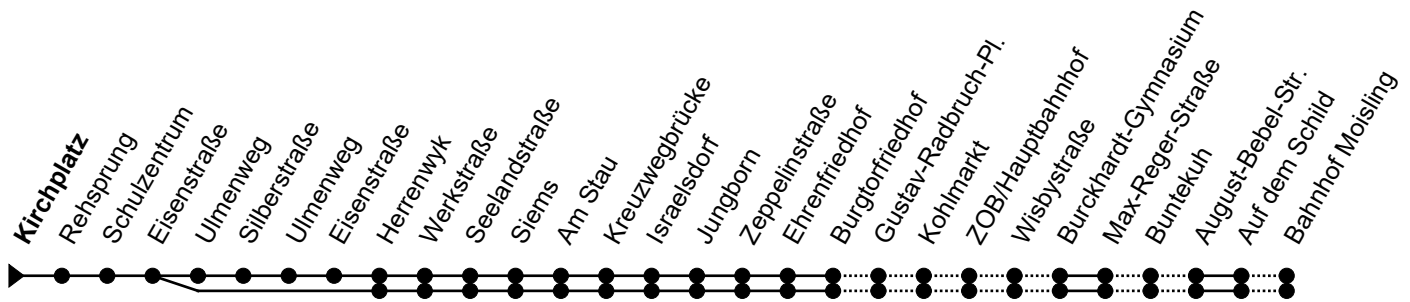 Kirchplatz
Rehsprung
Schulzentrum
Eisenstraße
Ulmenweg
Silberstraße
Ulmenweg
Eisenstraße
Herrenwyk
Werkstraße
Seelandstraße
Siems
Am Stau
Kreuzwegbrücke
Israelsdorf
Jungborn
Zeppelinstraße
Ehrenfriedhof
Burgtorfriedhof
Gustav-Radbruch-Pl.
Kohlmarkt
ZOB/Hauptbahnhof
Wisbystraße
Burckhardt-Gymnasium
Max-Reger-Straße
Buntekuh
August-Bebel-Str.
Auf dem Schild
Bahnhof Moisling